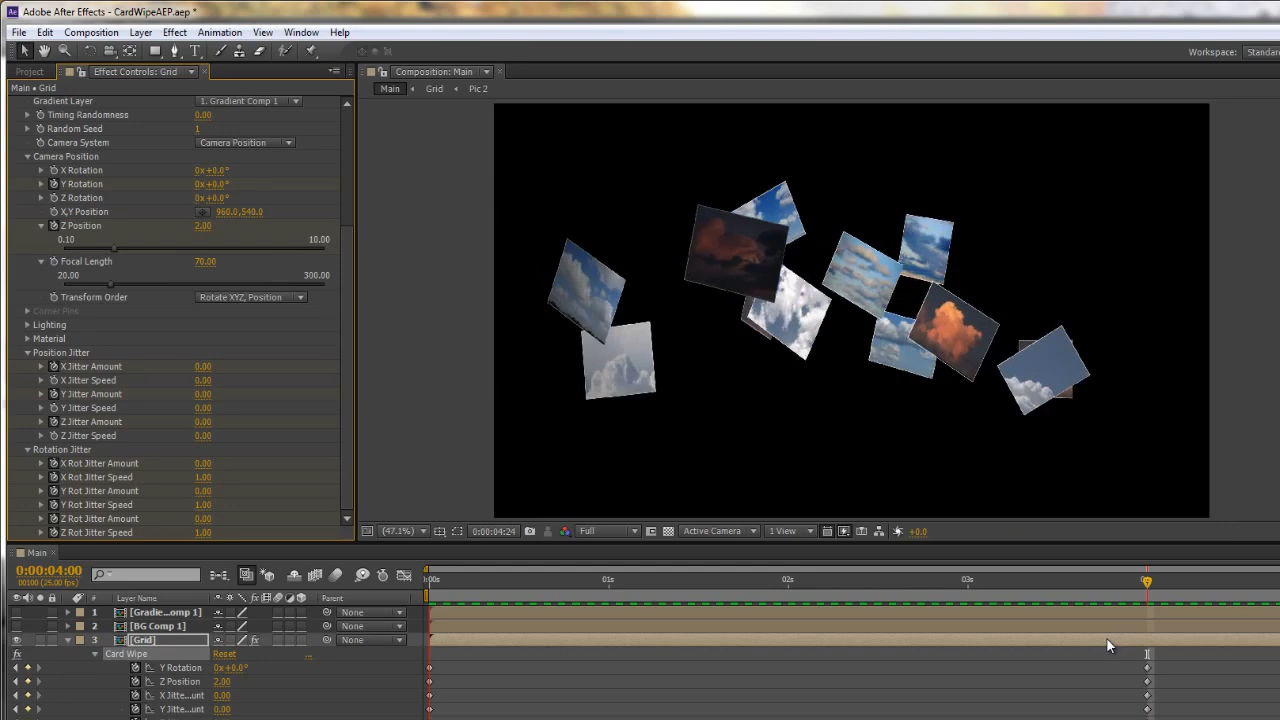 Adobe After Effects - CardWipeAEP.aep *
File Edit Composition Layer Effect Animation View Window Help
Workspace: Standar
Project Effect Controls: Grid
Composition: Main
Main • Grid
Main Grid Pic 2
Gradient Layer 1. Gradient Comp 1
Timing Randomness 0.00
Random Seed 1
Camera System Camera Position
Camera Position
X Rotation 0x+0.0°
Y Rotation 0x+0.0°
Z Rotation 0x+0.0°
X,Y Position 960.0,540.0
Z Position 2.00
0.10 10.00
Focal Length 70.00
20.00 300.00
Transform Order Rotate XYZ, Position
Corner Pins
Lighting
Material
Position Jitter
X Jitter Amount 0.00
X Jitter Speed 0.00
Y Jitter Amount 0.00
Y Jitter Speed 0.00
Z Jitter Amount 0.00
Z Jitter Speed 0.00
Rotation Jitter
X Rot Jitter Amount 0.00
X Rot Jitter Speed 1.00
Y Rot Jitter Amount 0.00
Y Rot Jitter Speed 1.00
Z Rot Jitter Amount 0.00
Z Rot Jitter Speed 1.00
(47.1%) 0:00:04:24 Full Active Camera 1 View +0.0
Main
0:00:04:00
00100 (25.00 fps)
:00s 01s 02s 03s
# Layer Name Parent
1 [Gradie...omp 1] None
2 [BG Comp 1] None
3 [Grid] None
Card Wipe Reset ...
Y Rotation 0x+0.0°
Z Position 2.00
X Jitte...unt 0.00
Y Jitte...unt 0.00